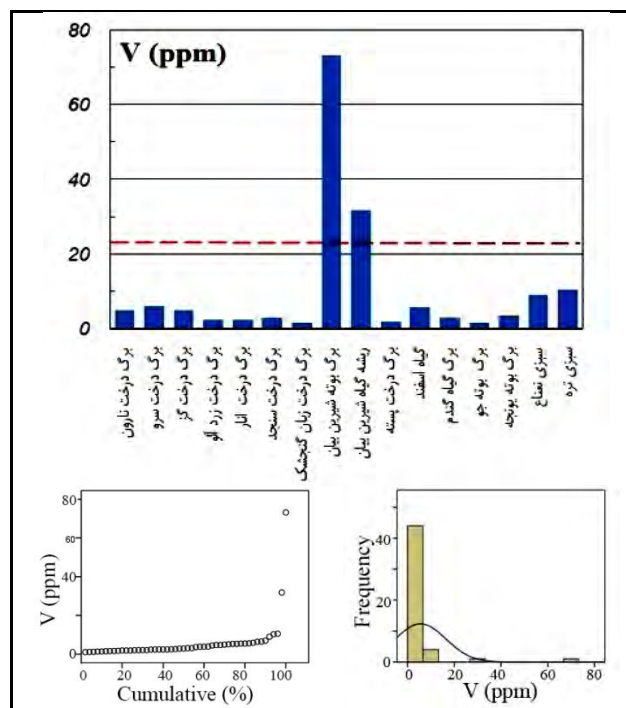 V (ppm)
80
60
40
20
0
برگ درخت نارون
برگ درخت سرو
برگ درخت گز
برگ درخت زرد آلو
برگ درخت انار
برگ درخت سنجد
برگ درخت زبان گنجشک
برگ بوته شیرین بیان
ریشه گیاه شیرین بیان
برگ درخت پسته
گیاه اسفند
برگ گیاه گندم
برگ بوته جو
برگ بوته یونجه
سبزی نعناع
سبزی تره
80
60
40
20
0
V (ppm)
0 20 40 60 80 100
Cumulative (%)
40
20
0
Frequency
0 20 40 60 80
V (ppm)